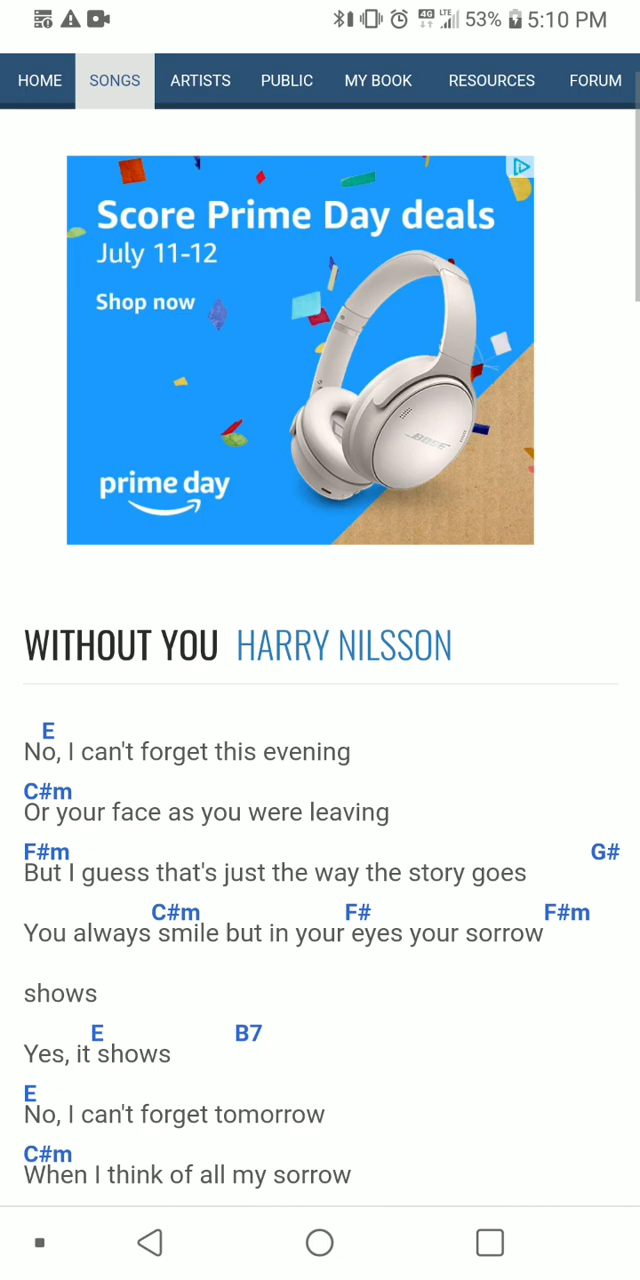 4G LTE 53% 5:10 PM
HOME SONGS ARTISTS PUBLIC MY BOOK RESOURCES FORUM
Score Prime Day deals
July 11-12
Shop now
BOSE
prime day
WITHOUT YOU HARRY NILSSON
E
No, I can't forget this evening
C#m
Or your face as you were leaving
F#m G#
But I guess that's just the way the story goes
C#m F# F#m
You always smile but in your eyes your sorrow
shows
E B7
Yes, it shows
E
No, I can't forget tomorrow
C#m
When I think of all my sorrow